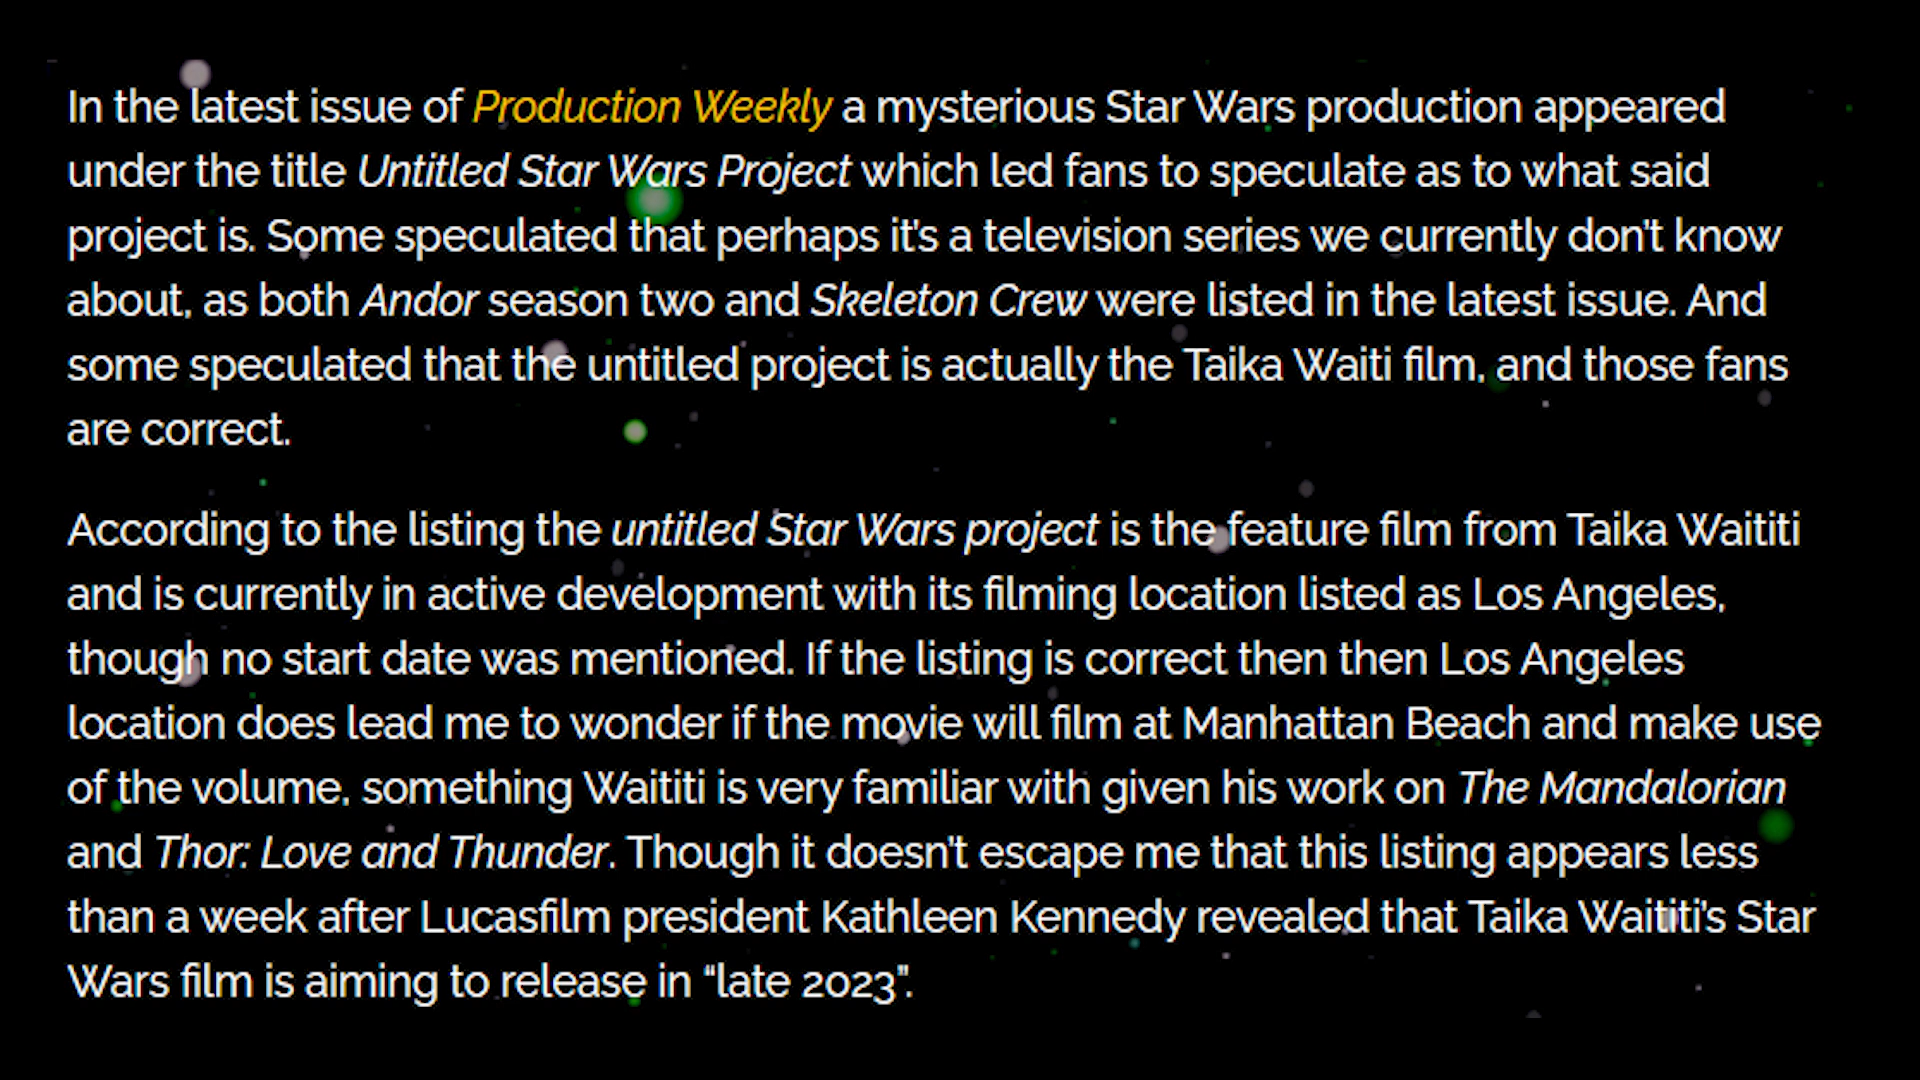 In the latest issue of Production Weekly a mysterious Star Wars production appeared
under the title Untitled Star Wars Project which led fans to speculate as to what said
project is. Some speculated that perhaps it's a television series we currently don't know
about, as both Andor season two and Skeleton Crew were listed in the latest issue. And
some speculated that the untitled project is actually the Taika Waiti film, and those fans
are correct.
According to the listing the untitled Star Wars project is the feature film from Taika Waititi
and is currently in active development with its filming location listed as Los Angeles,
though no start date was mentioned. If the listing is correct then then Los Angeles
location does lead me to wonder if the movie will film at Manhattan Beach and make use
of the volume, something Waititi is very familiar with given his work on The Mandalorian
and Thor: Love and Thunder. Though it doesn't escape me that this listing appears less
than a week after Lucasfilm president Kathleen Kennedy revealed that Taika Waititi's Star
Wars film is aiming to release in “late 2023”.